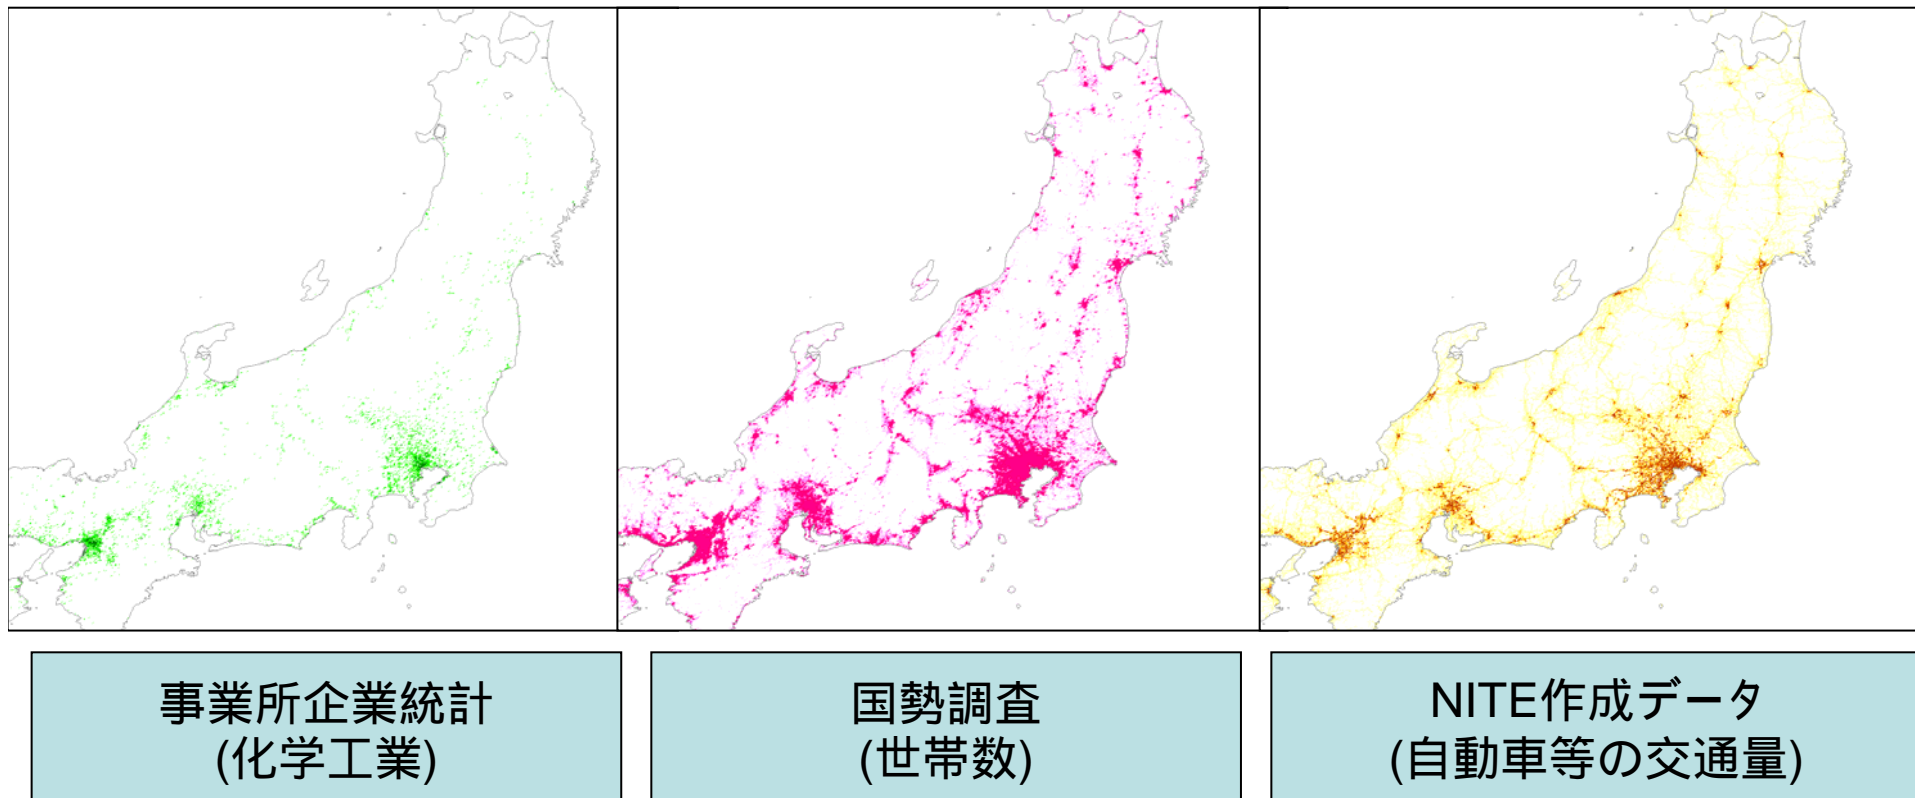 事業所企業統計
(化学工業)
国勢調査
(世帯数)
NITE作成データ
(自動車等の交通量)